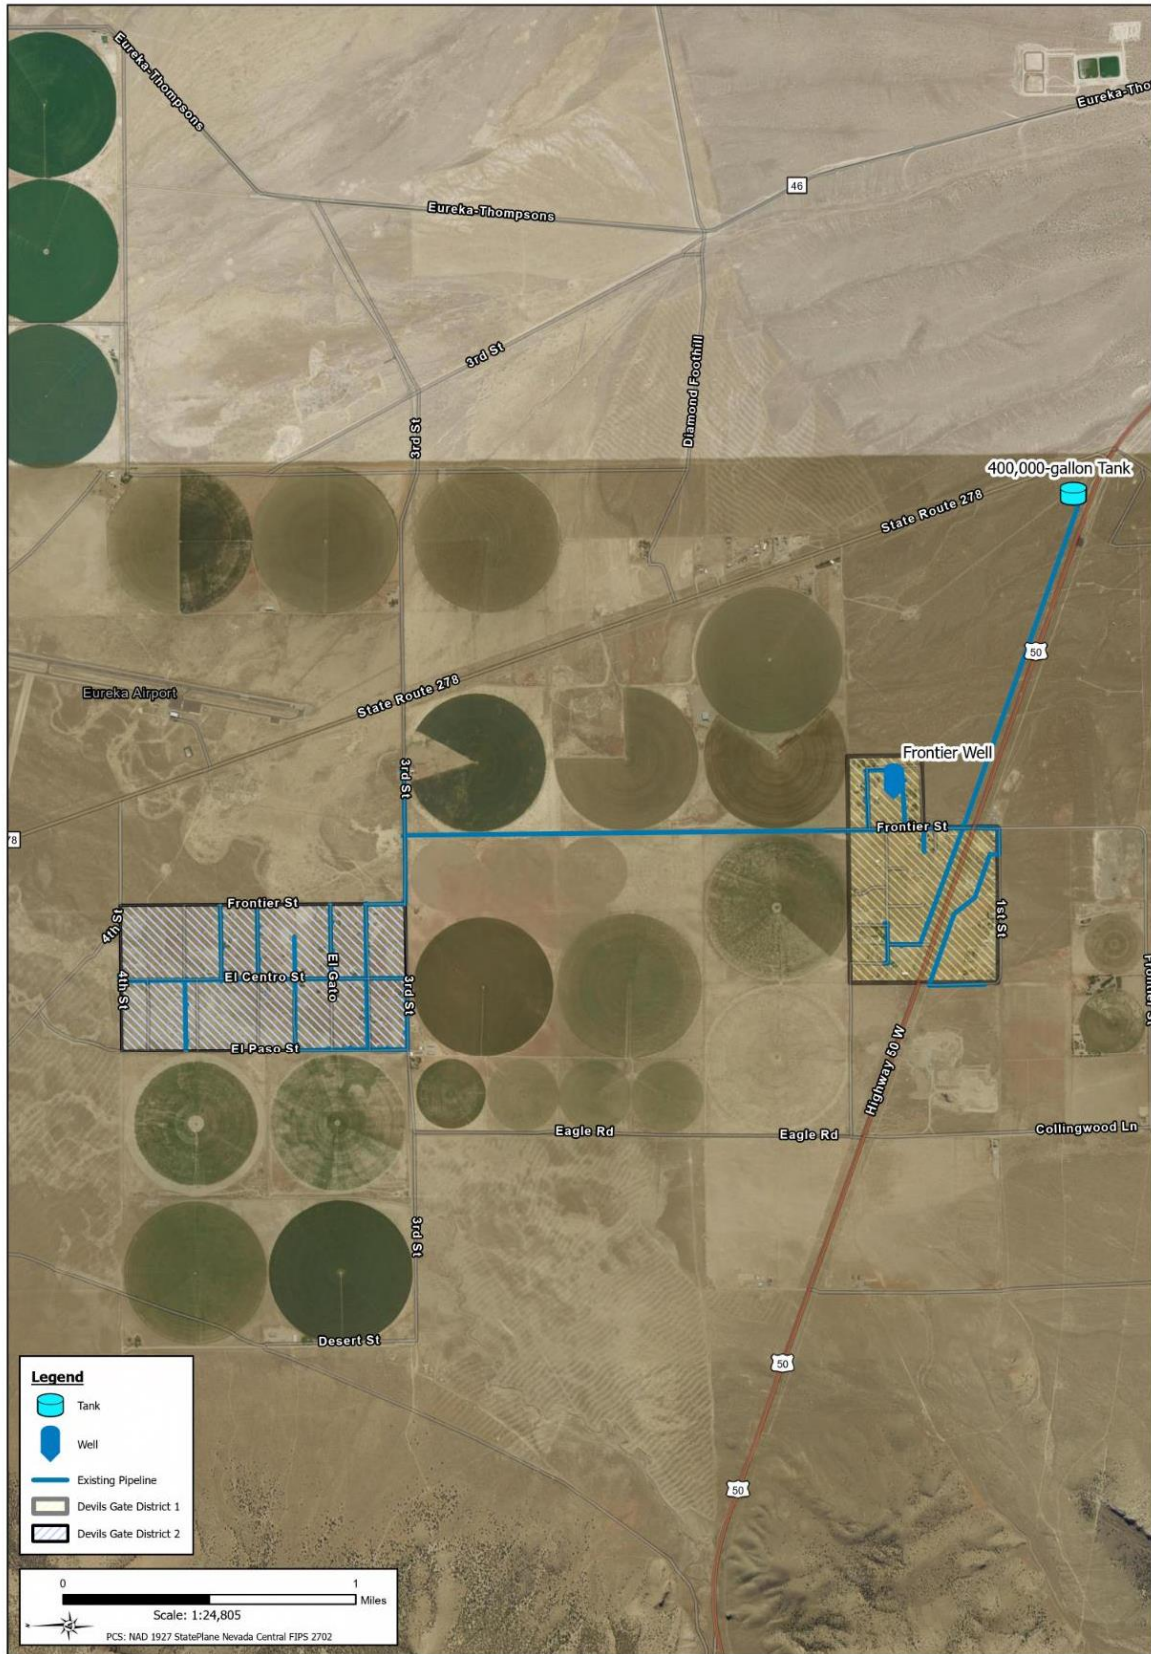 Eureka-Thompsons
Eureka-Tho
46
Eureka-Thompsons
3rd St
Diamond Foothill
3rd St
400,000-gallon Tank
State Route 278
50
Eureka Airport
State Route 278
Frontier Well
3rd St
Frontier St
78
Frontier St
1st St
4th St
El Centro St
El Gato
4th St
3rd St
Frontier St
El Paso St
Highway 50 W
Eagle Rd
Eagle Rd
Collingwood Ln
3rd St
Desert St
50
50
Legend
Tank
Well
Existing Pipeline
Devils Gate District 1
Devils Gate District 2
0 1
Miles
Scale: 1:24,805
PCS: NAD 1927 StatePlane Nevada Central FIPS 2702